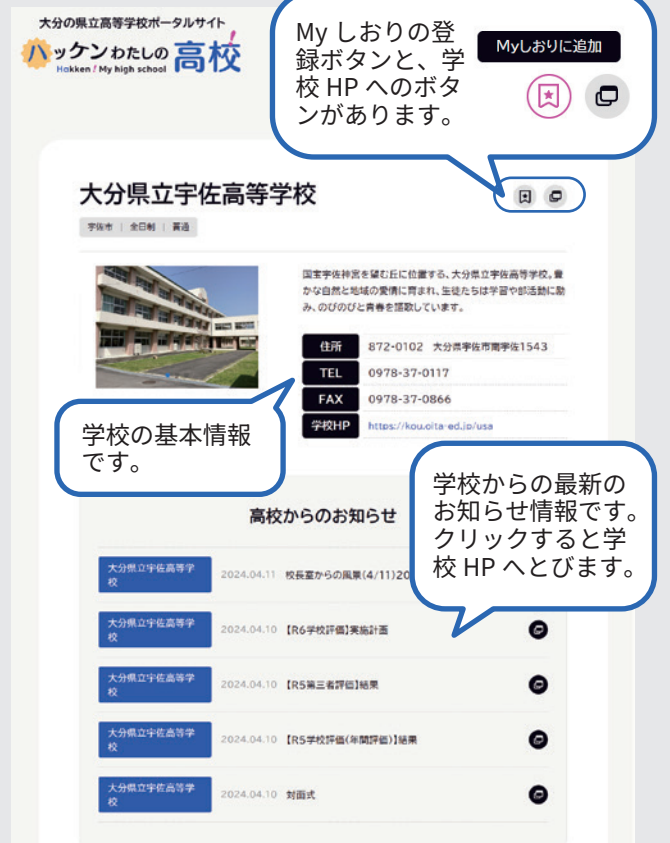 大分の県立高等学校ポータルサイト
ハッケンわたしの高校
Hakken! My high school
My しおりの登
録ボタンと、学
校 HP へのボタ
ンがあります。
Myしおりに追加
大分県立宇佐高等学校
宇佐市 | 全日制 | 普通
国宝宇佐神宮を望む丘に位置する、大分県立宇佐高等学校。豊
かな自然と地域の愛情に育まれ、生徒たちは学習や部活動に励
み、のびのびと青春を謳歌しています。
住所 872-0102 大分県宇佐市南宇佐1543
TEL 0978-37-0117
FAX 0978-37-0866
学校HP https://kou.oita-ed.jp/usa
学校の基本情報
です。
学校からの最新の
お知らせ情報です。
クリックすると学
校 HP へとびます。
高校からのお知らせ
大分県立宇佐高等学
校
2024.04.11 校長室からの風景(4/11)20
大分県立宇佐高等学
校
2024.04.10 【R6学校評価】実施計画
大分県立宇佐高等学
校
2024.04.10 【R5第三者評価】結果
大分県立宇佐高等学
校
2024.04.10 【R5学校評価(年間評価)】結果
大分県立宇佐高等学
校
2024.04.10 対面式